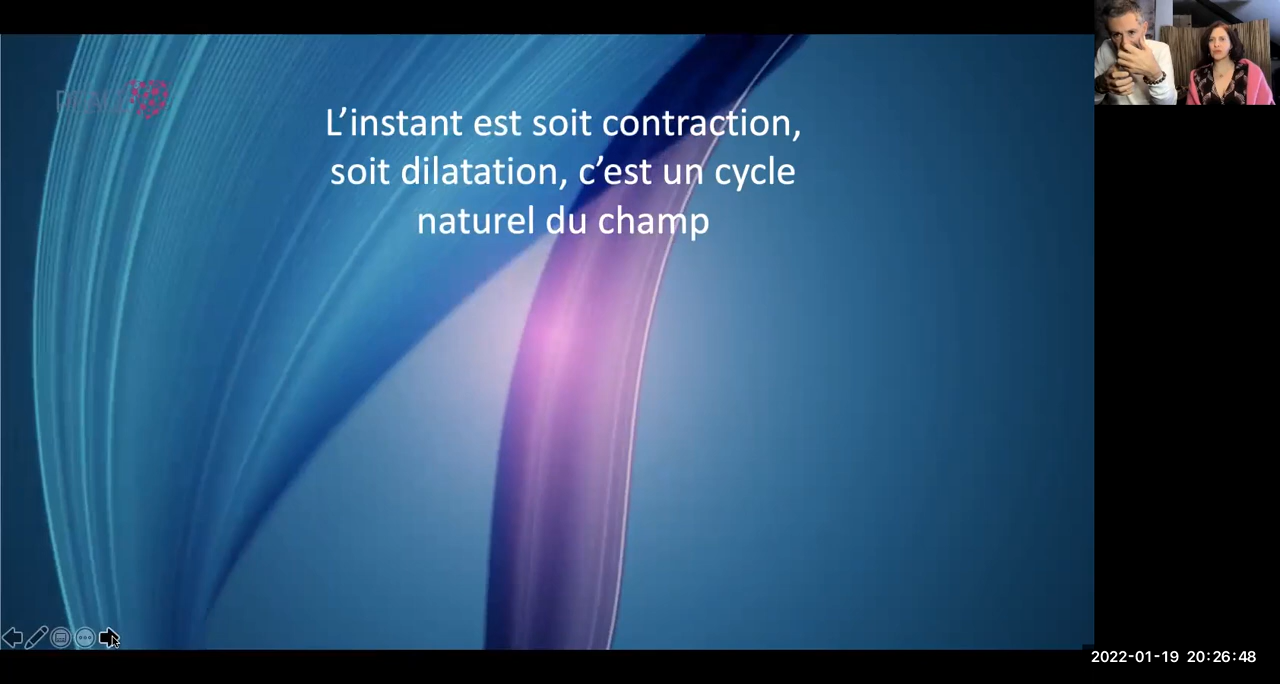 L’instant est soit contraction,
soit dilatation, c’est un cycle
naturel du champ
2022-01-19 20:26:48